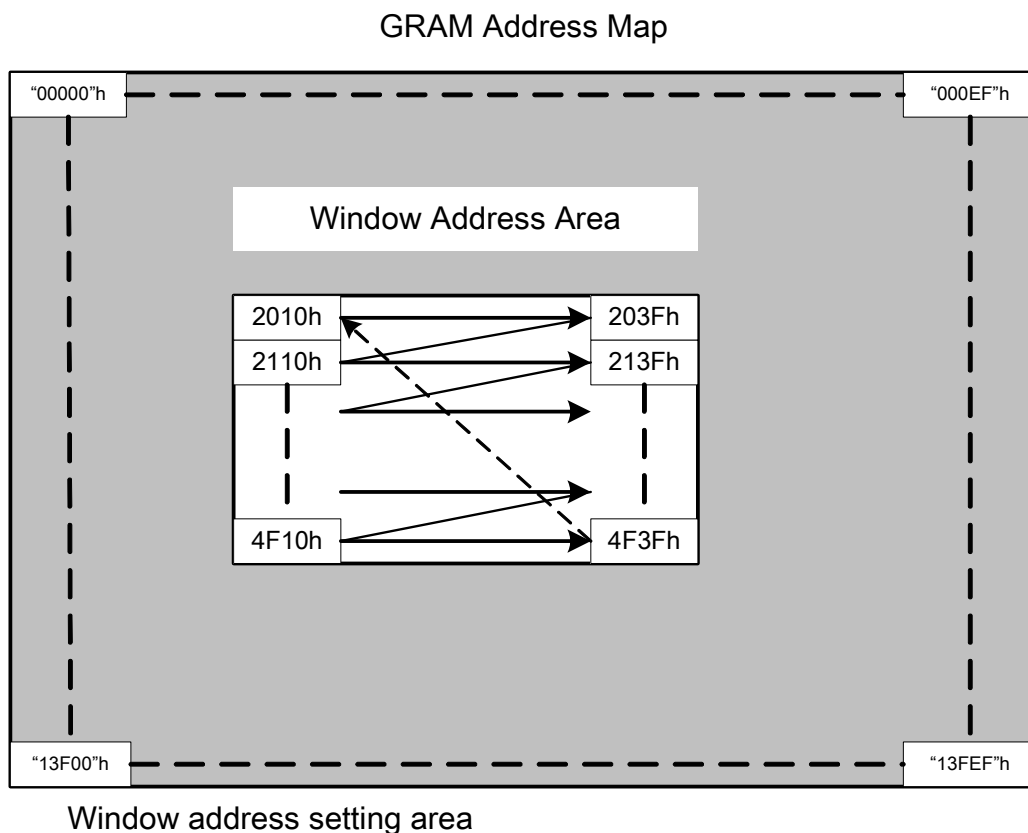 GRAM Address Map
“00000”h
“000EF”h
Window Address Area
2010h
203Fh
2110h
213Fh
4F10h
4F3Fh
“13F00”h
“13FEF”h
Window address setting area